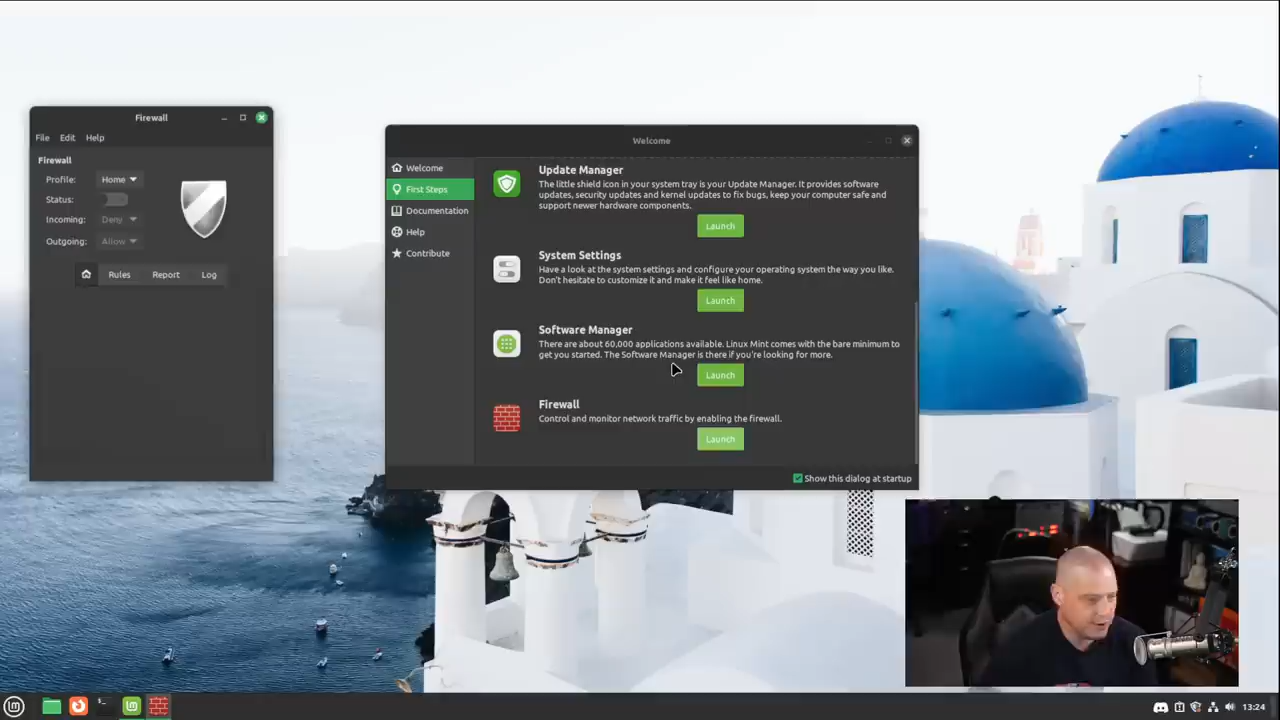 Firewall
File Edit Help
Firewall
Profile: Home
Status:
Incoming: Deny
Outgoing: Allow
Rules Report Log
Welcome
Welcome
First Steps
Documentation
Help
Contribute
Update Manager
The little shield icon in your system tray is your Update Manager. It provides software
updates, security updates and kernel updates to fix bugs, keep your computer safe and
support newer hardware components.
Launch
System Settings
Have a look at the system settings and configure your operating system the way you like.
Don't hesitate to customize it and make it feel like home.
Launch
Software Manager
There are about 60,000 applications available. Linux Mint comes with the bare minimum to
get you started. The Software Manager is there if you're looking for more.
Launch
Firewall
Control and monitor network traffic by enabling the firewall.
Launch
Show this dialog at startup
13:24